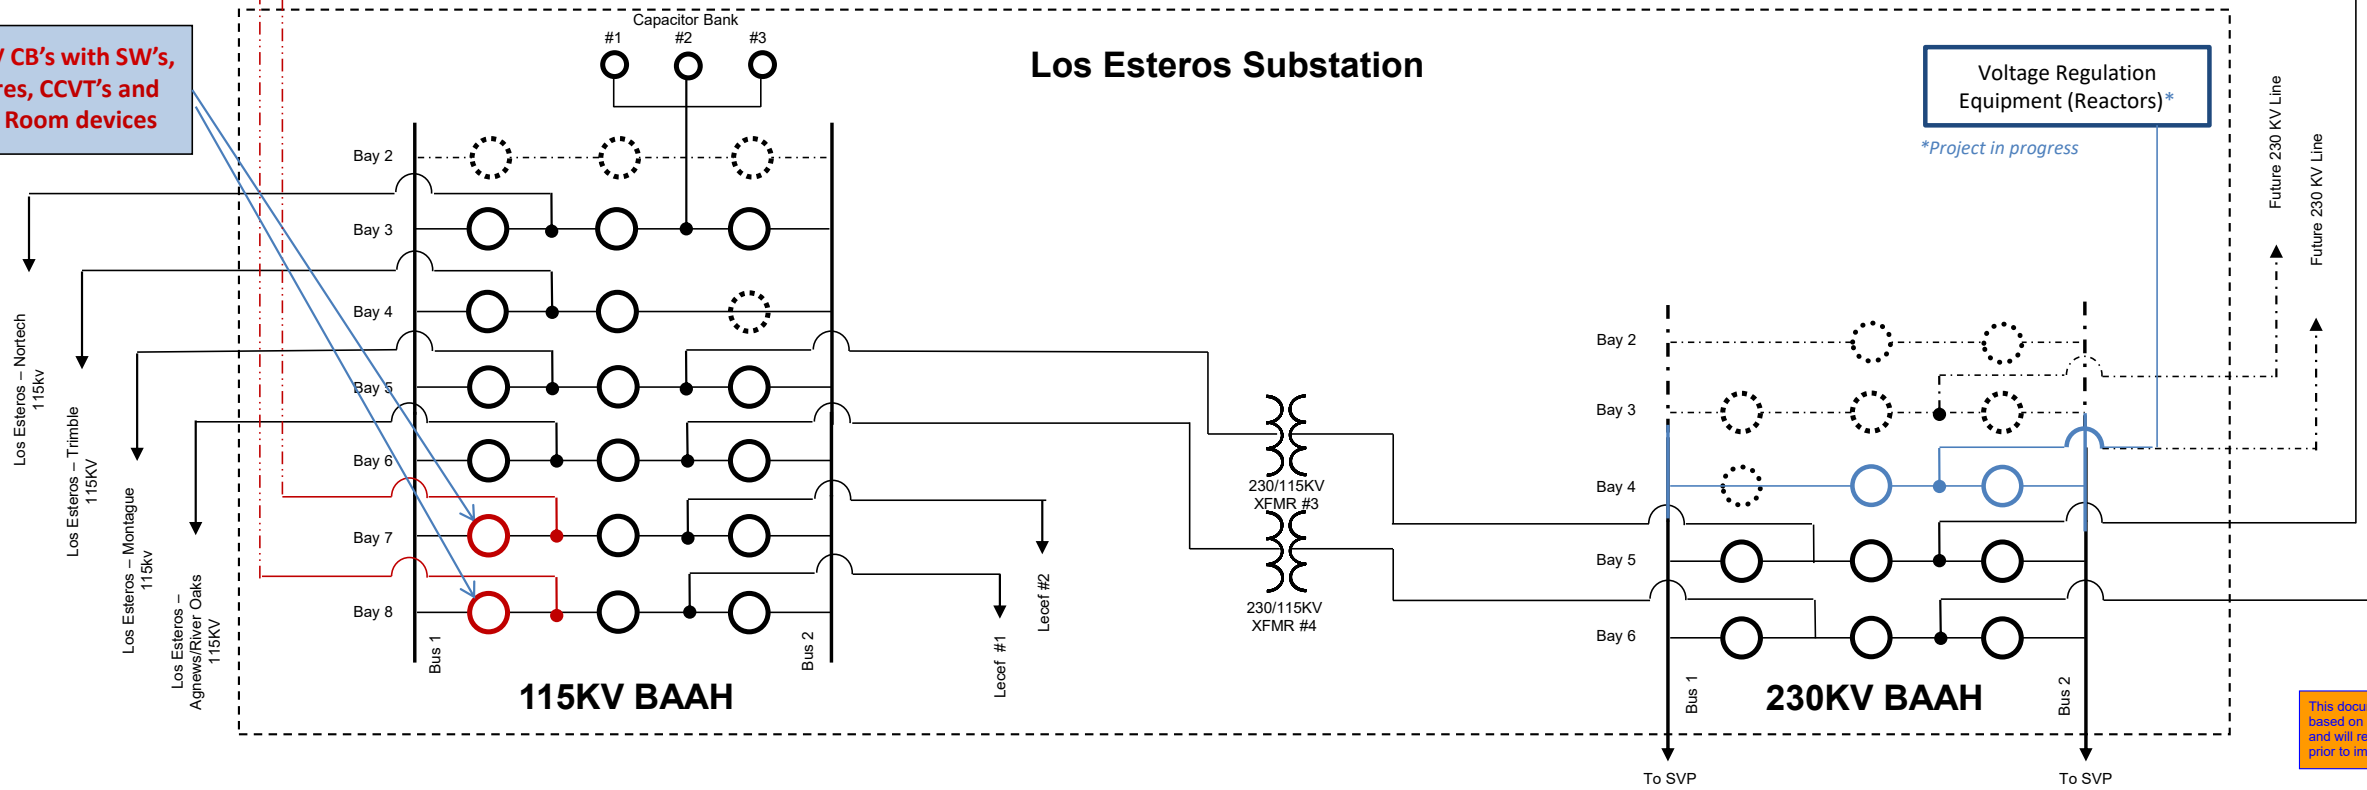 Capacitor Bank
#1
#2
#3
Los Esteros Substation
CB's with SW's,
CCVT's and
Room devices
Voltage Regulation
Equipment (Reactors)*
*Project in progress
Future 230 KV Line
Future 230 KV Line
Bay 2
Bay 3
Bay 4
Bay 5
Bay 6
Bay 7
Bay 8
Los Esteros – Nortech
115kv
Los Esteros – Trimble
115KV
Los Esteros – Montague
115kv
Los Esteros –
Agnews/River Oaks
115KV
Bus 1
Bus 2
115KV BAAH
Lecef #1
Lecef #2
230/115KV
XFMR #3
230/115KV
XFMR #4
Bay 2
Bay 3
Bay 4
Bay 5
Bay 6
Bus 1
Bus 2
230KV BAAH
To SVP
To SVP
This
based on
and will
prior to